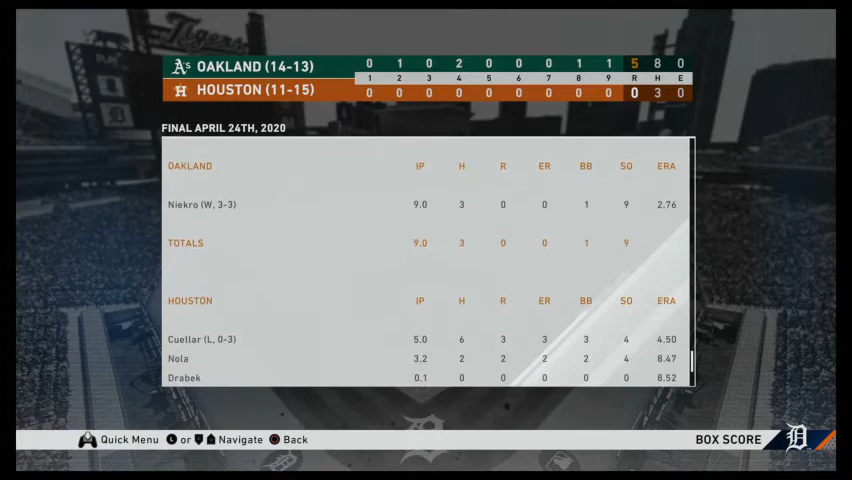 Tigers
A's OAKLAND (14-13) 0 1 0 2 0 0 0 1 1 5 8 0
1 2 3 4 5 6 7 8 9 R H E
H HOUSTON (11-15) 0 0 0 0 0 0 0 0 0 0 3 0
FINAL APRIL 24TH, 2020
OAKLAND IP H R ER BB SO ERA
Niekro (W, 3-3) 9.0 3 0 0 1 9 2.76
TOTALS 9.0 3 0 0 1 9
HOUSTON IP H R ER BB SO ERA
Cuellar (L, 0-3) 5.0 6 3 3 3 4 4.50
Nola 3.2 2 2 2 2 4 8.47
Drabek 0.1 0 0 0 0 0 8.52
Quick Menu L or Navigate Back
BOX SCORE D